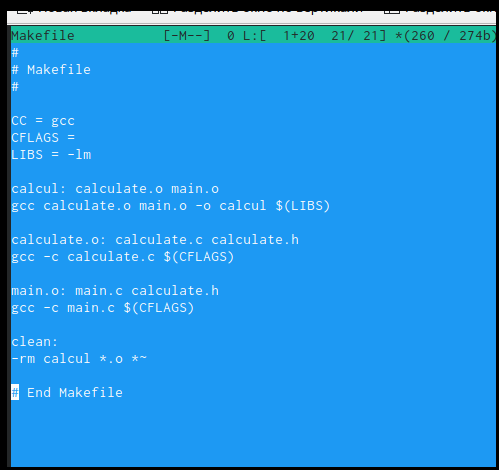 Makefile [-M--] 0 L:[ 1+20 21/ 21] *(260 / 274b)
#
# Makefile
#
CC = gcc
CFLAGS =
LIBS = -lm
calcul: calculate.o main.o
gcc calculate.o main.o -o calcul $(LIBS)
calculate.o: calculate.c calculate.h
gcc -c calculate.c $(CFLAGS)
main.o: main.c calculate.h
gcc -c main.c $(CFLAGS)
clean:
-rm calcul *.o *~
# End Makefile